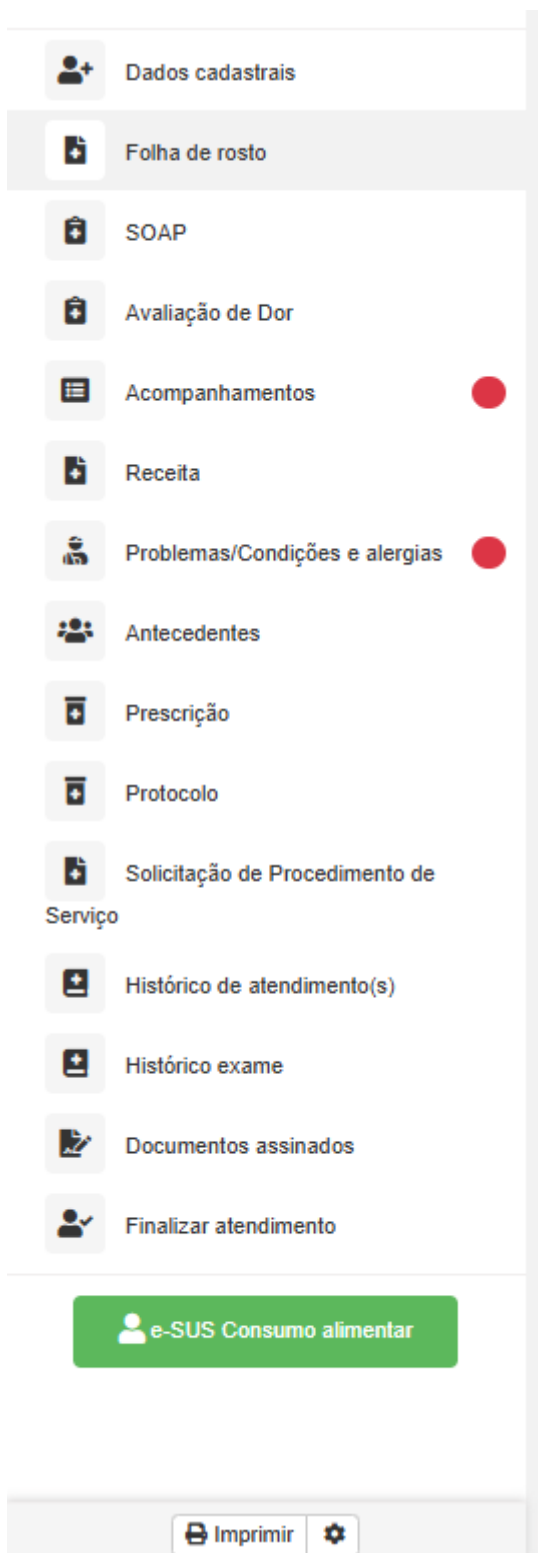 Dados cadastrais
Folha de rosto
SOAP
Avaliação de Dor
Acompanhamentos
Receita
Problemas/Condições e alergias
Antecedentes
Prescrição
Protocolo
Solicitação de Procedimento de
Serviço
Histórico de atendimento(s)
Histórico exame
Documentos assinados
Finalizar atendimento
e-SUS Consumo alimentar
Imprimir